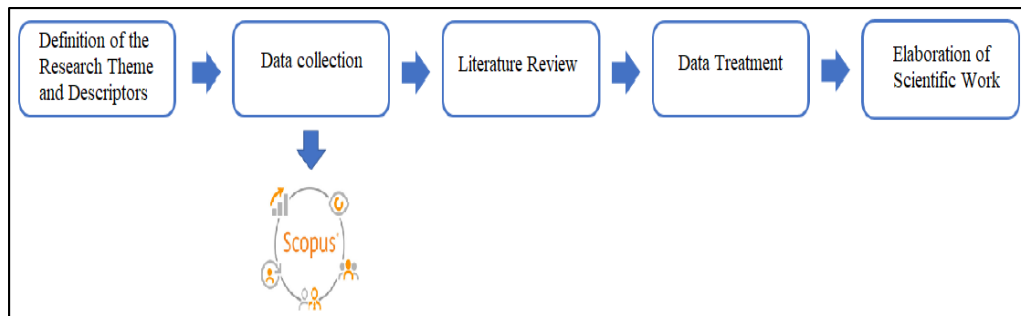 Definition of the
Research Theme
and Descriptors
Data collection
Literature Review
Data Treatment
Elaboration of
Scientific Work
Scopus